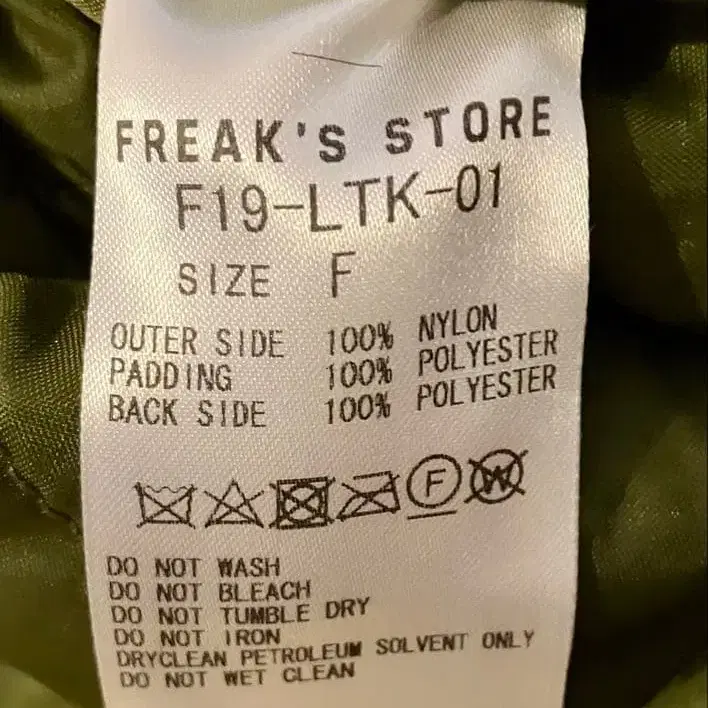 FREAK'S STORE
F19-LTK-01
SIZE F
OUTER SIDE 100% NYLON
PADDING 100% POLYESTER
BACK SIDE 100% POLYESTER
F W
DO NOT WASH
DO NOT BLEACH
DO NOT TUMBLE DRY
DO NOT IRON
DRYCLEAN PETROLEUM SOLVENT ONLY
DO NOT WET CLEAN